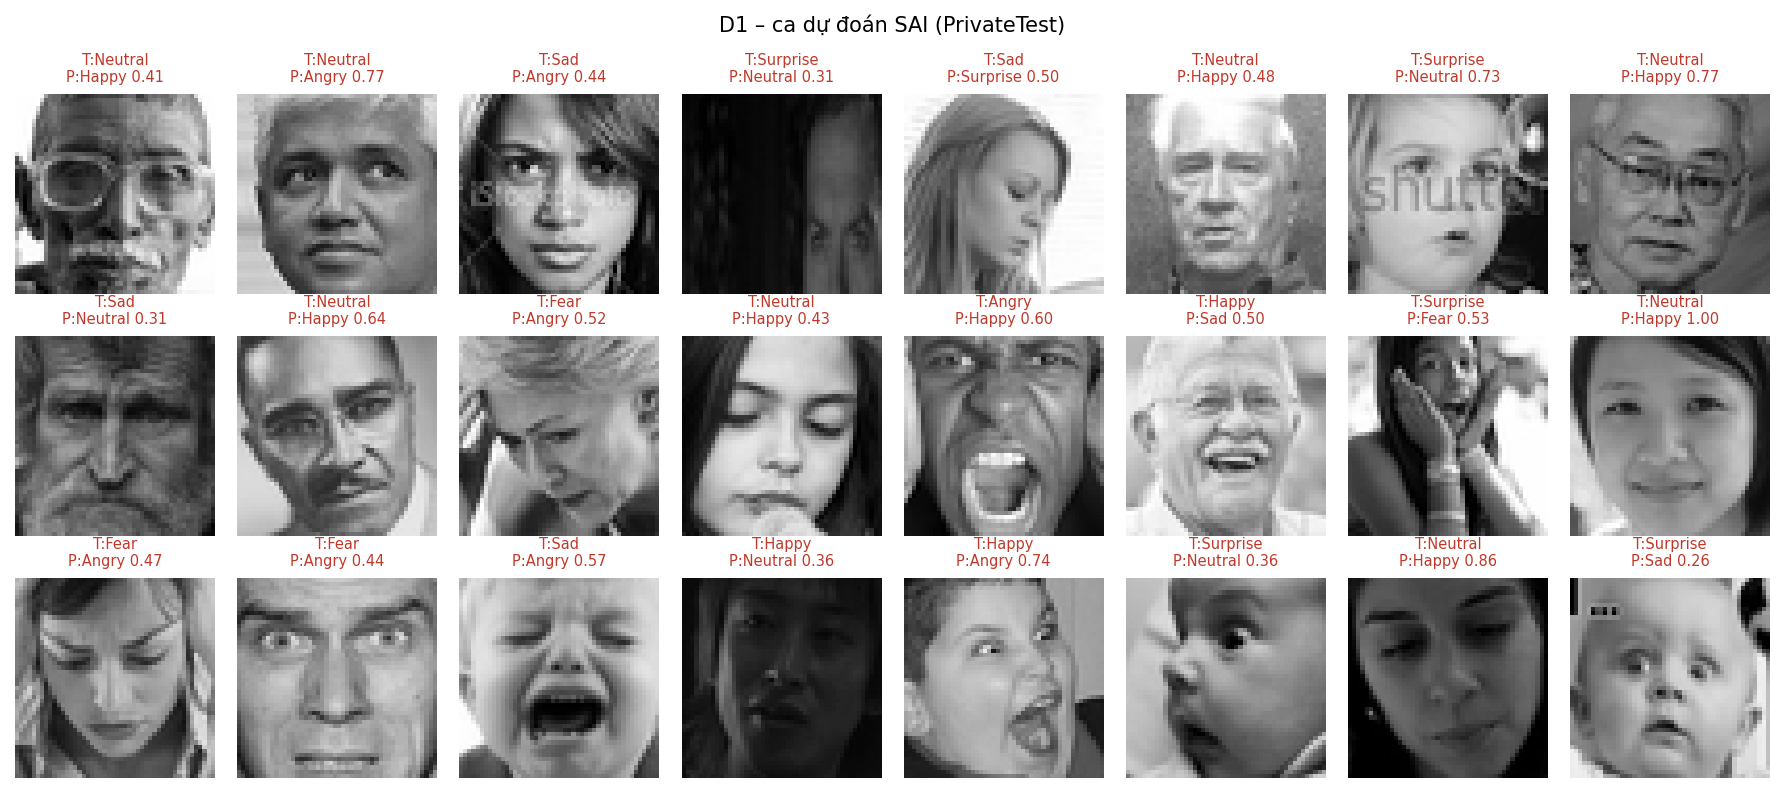 D1 – ca dự đoán SAI (PrivateTest)
T:Neutral
P:Happy 0.41
T:Neutral
P:Angry 0.77
T:Sad
P:Angry 0.44
T:Surprise
P:Neutral 0.31
T:Sad
P:Surprise 0.50
T:Neutral
P:Happy 0.48
T:Surprise
P:Neutral 0.73
T:Neutral
P:Happy 0.77
shutter
T:Sad
P:Neutral 0.31
T:Neutral
P:Happy 0.64
T:Fear
P:Angry 0.52
T:Neutral
P:Happy 0.43
T:Angry
P:Happy 0.60
T:Happy
P:Sad 0.50
T:Surprise
P:Fear 0.53
T:Neutral
P:Happy 1.00
T:Fear
P:Angry 0.47
T:Fear
P:Angry 0.44
T:Sad
P:Angry 0.57
T:Happy
P:Neutral 0.36
T:Happy
P:Angry 0.74
T:Surprise
P:Neutral 0.36
T:Neutral
P:Happy 0.86
T:Surprise
P:Sad 0.26